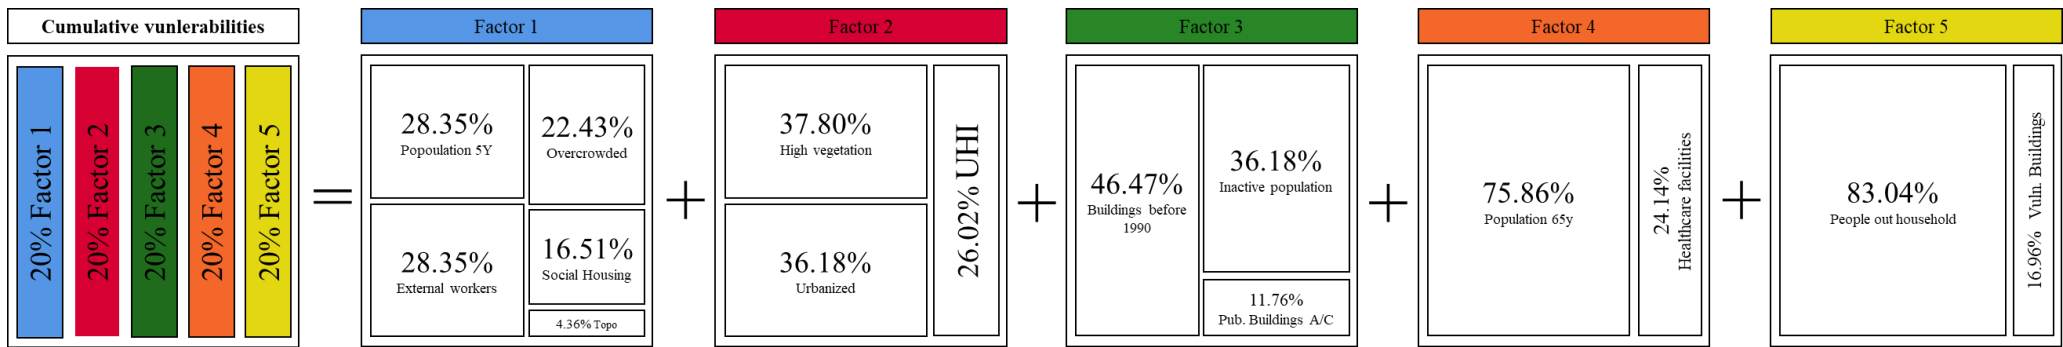 Cumulative vunlerabilities
20% Factor 1
20% Factor 2
20% Factor 3
20% Factor 4
20% Factor 5
=
Factor 1
28.35%
Popoulation 5Y
22.43%
Overcrowded
28.35%
External workers
16.51%
Social Housing
4.36% Topo
+
Factor 2
37.80%
High vegetation
36.18%
Urbanized
26.02% UHI
+
Factor 3
46.47%
Buildings before
1990
36.18%
Inactive population
11.76%
Pub. Buildings A/C
+
Factor 4
75.86%
Population 65y
24.14%
Healthcare facilities
+
Factor 5
83.04%
People out household
16.96% Vuln. Buildings